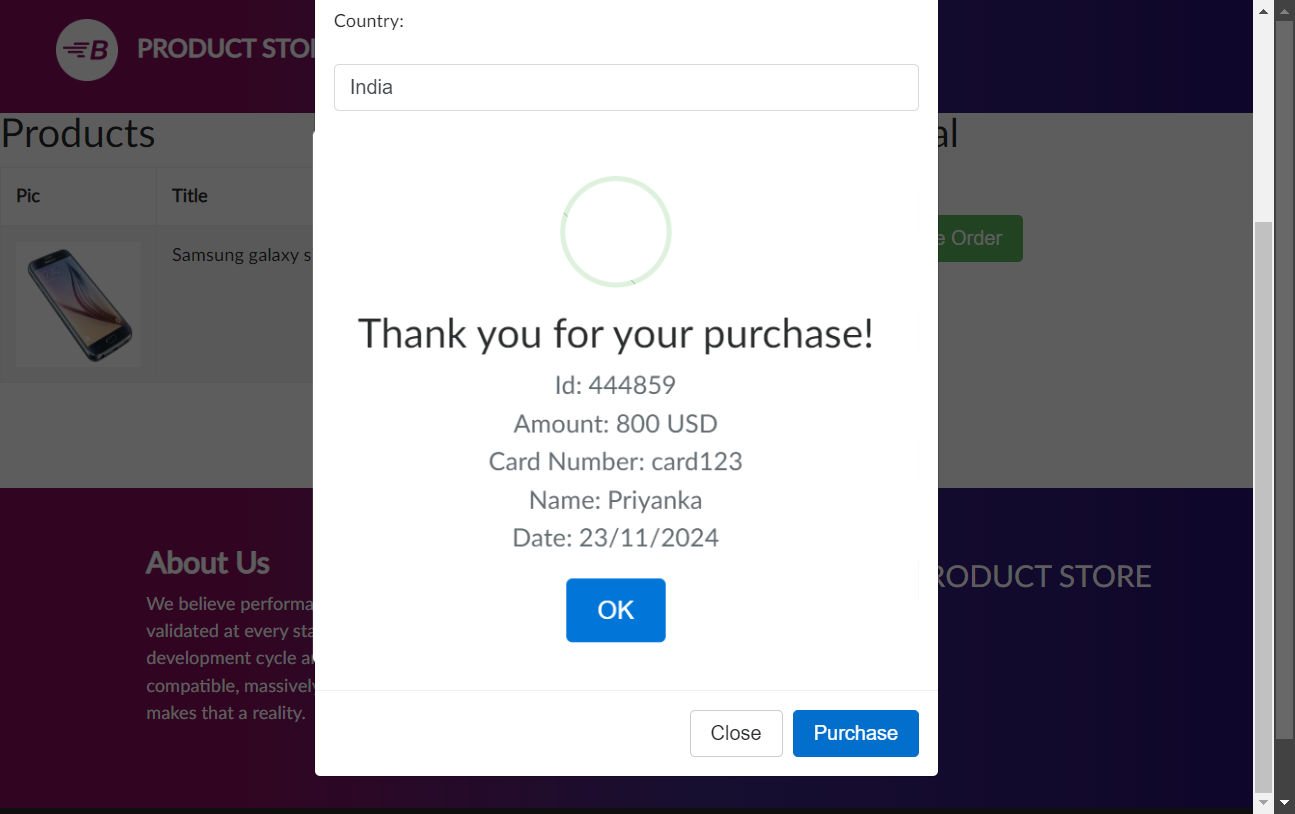 Country:
B PRODUCT STO
India
Products
al
Pic Title
Samsung galaxy s
e Order
Thank you for your purchase!
Id: 444859
Amount: 800 USD
Card Number: card123
Name: Priyanka
Date: 23/11/2024
OK
About Us
We believe performa
validated at every sta
development cycle a
compatible, massively
makes that a reality.
RODUCT STORE
Close Purchase